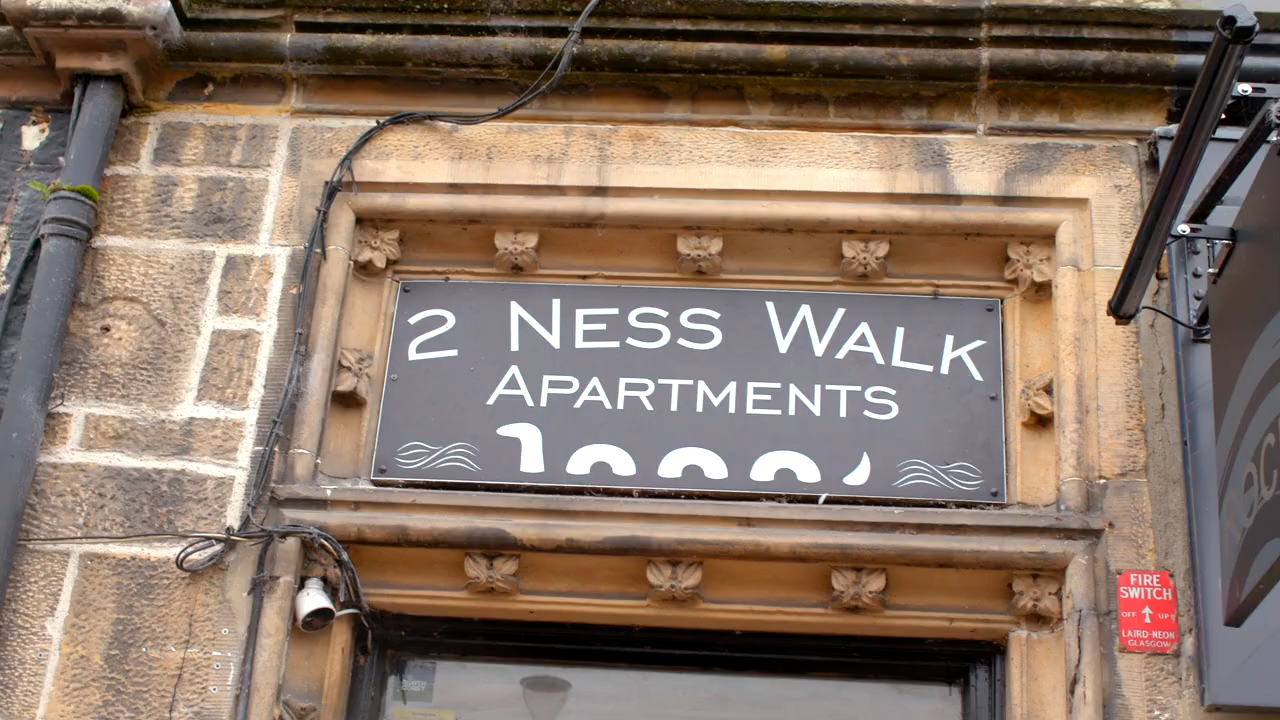 2 NESS WALK
APARTMENTS
FIRE
SWITCH
OFF UP
LAIRD-NEON
GLASGOW